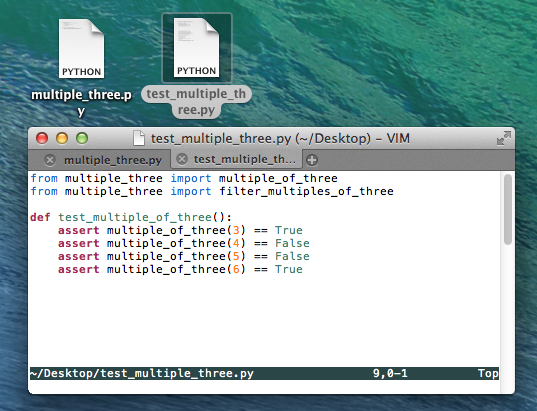 PYTHON
PYTHON
multiple_three.p
y
test_multiple_th
ree.py
test_multiple_three.py (~/Desktop) – VIM
multiple_three.py
test_multiple_th…
from multiple_three import multiple_of_three
from multiple_three import filter_multiples_of_three
def test_multiple_of_three():
    assert multiple_of_three(3) == True
    assert multiple_of_three(4) == False
    assert multiple_of_three(5) == False
    assert multiple_of_three(6) == True
~/Desktop/test_multiple_three.py 9,0-1 Top